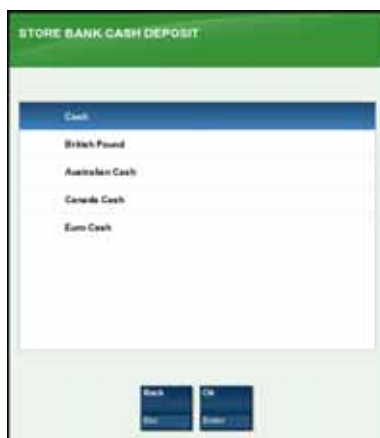 STORE BANK CASH DEPOSIT
Cash
British Pound
Australian Cash
Canada Cash
Euro Cash
Back Ok
Esc Enter